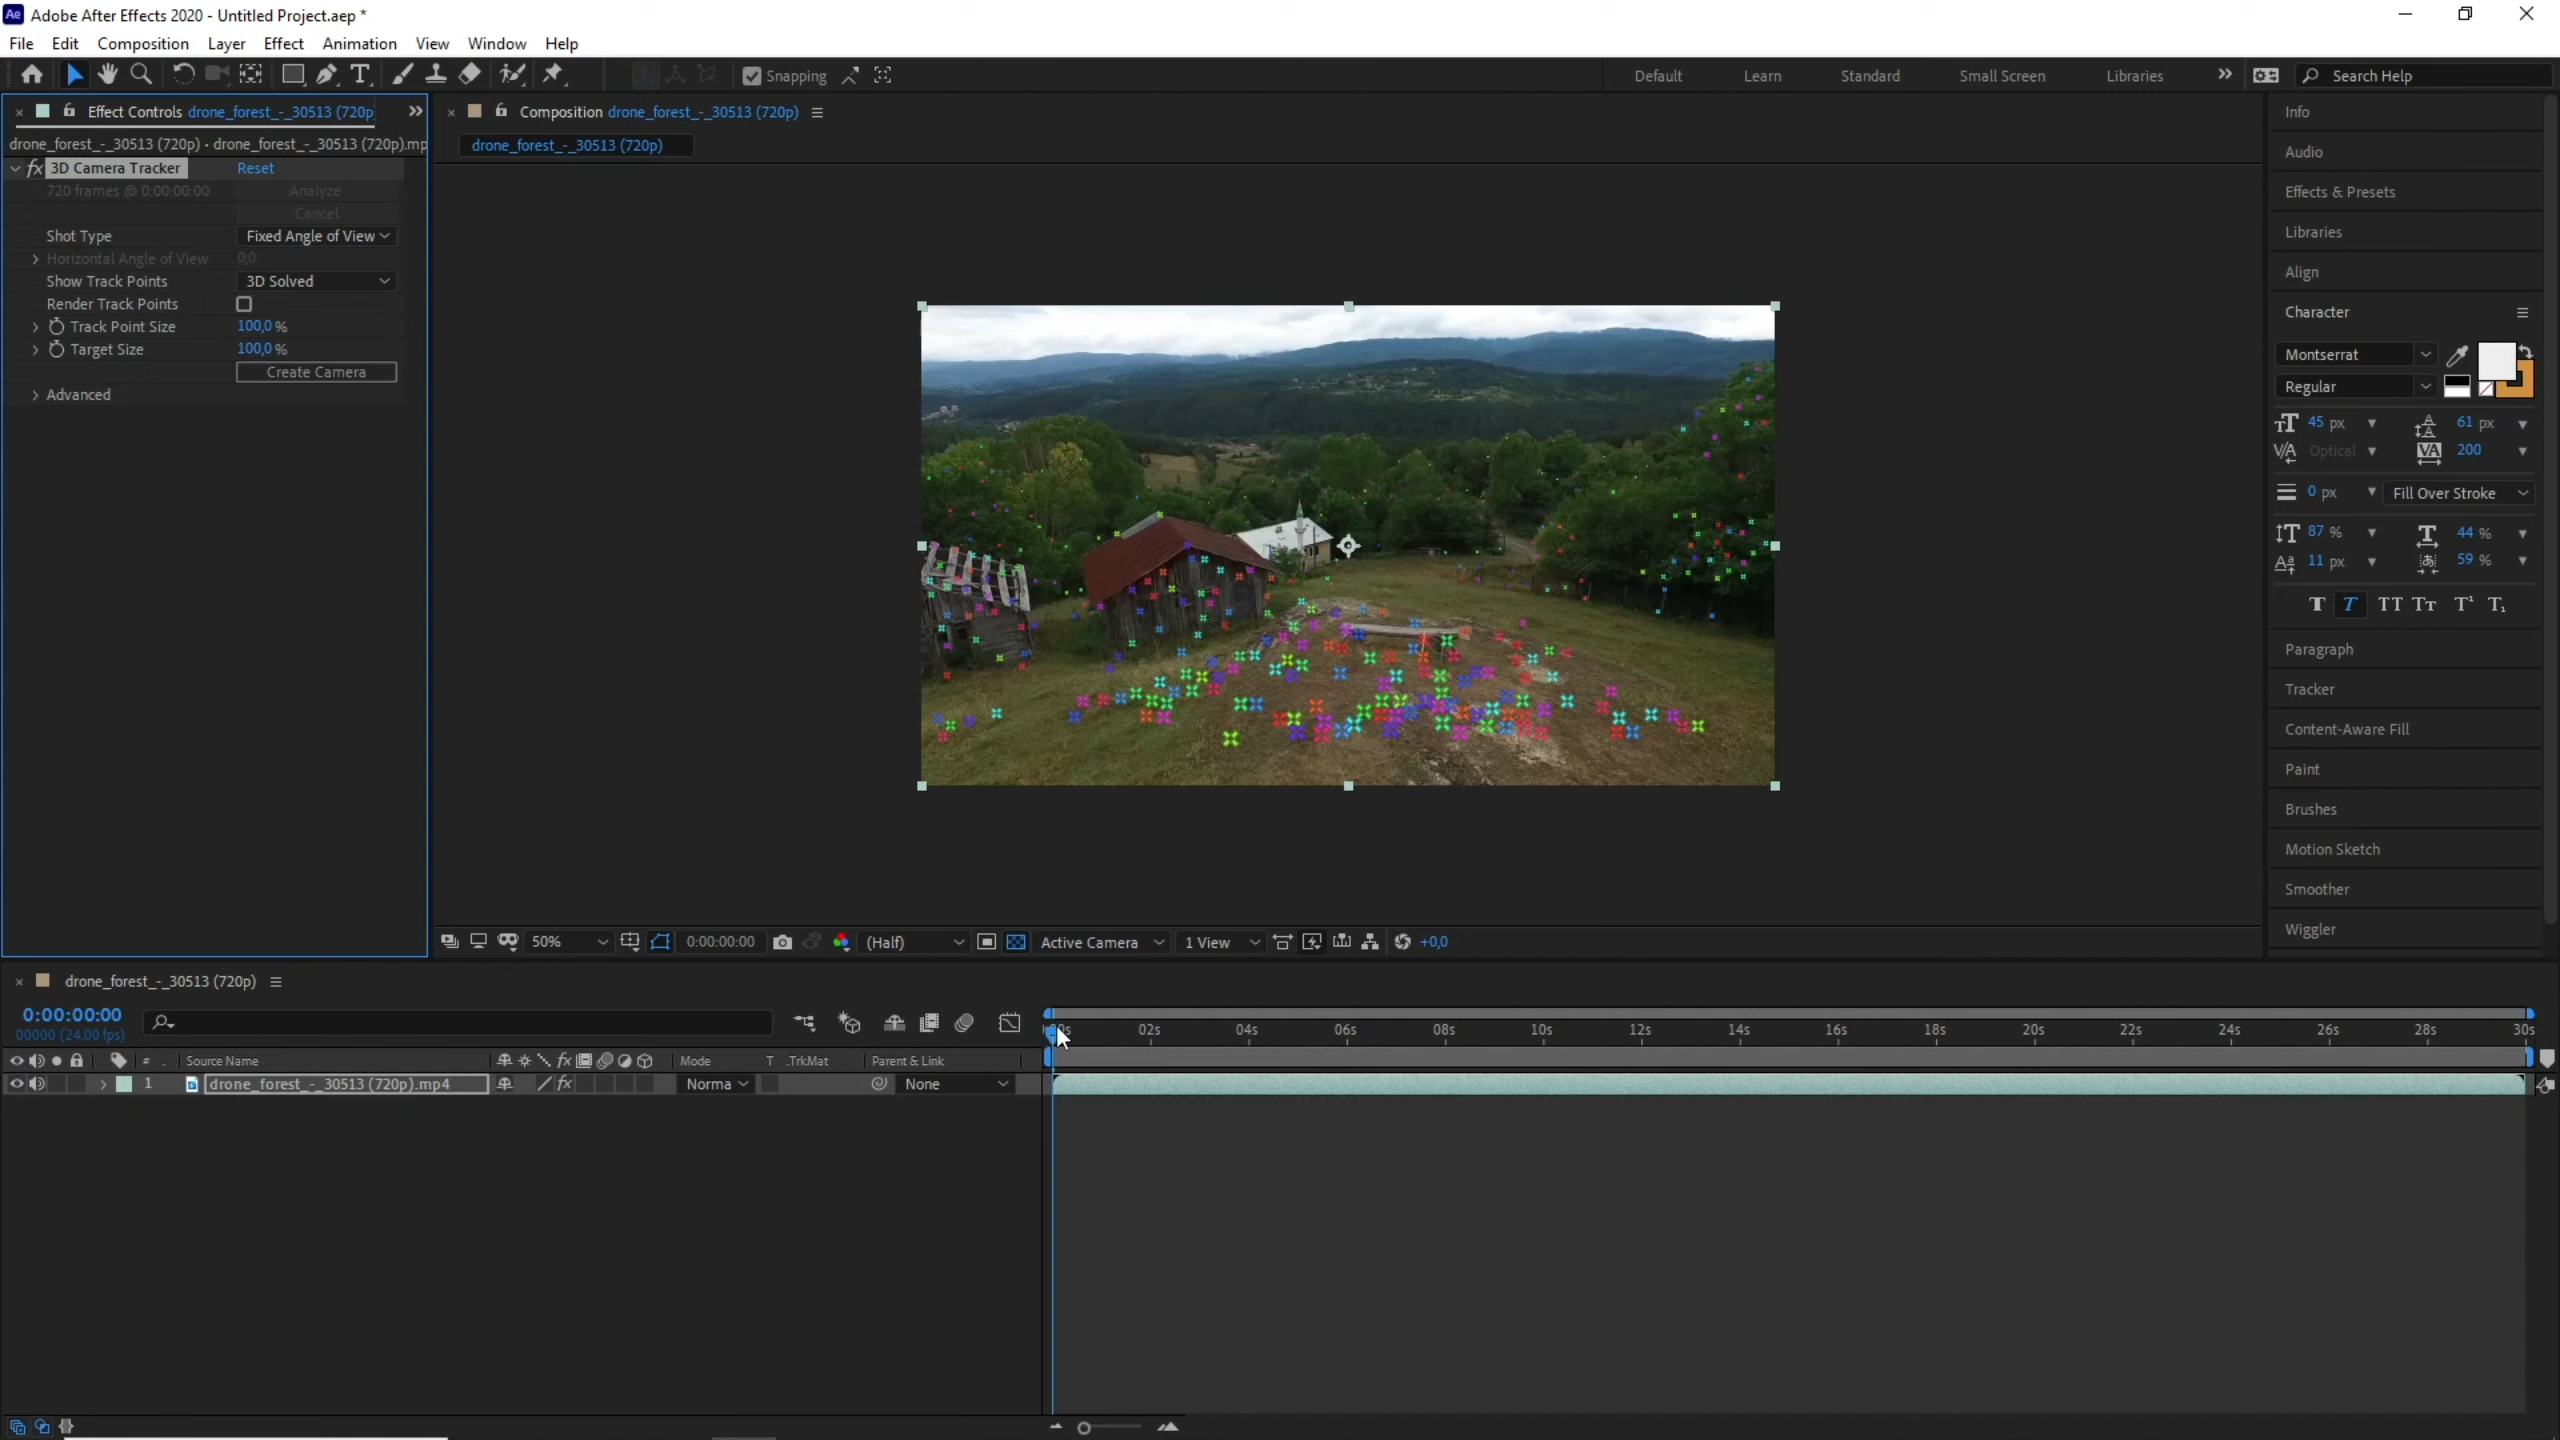 Ae Adobe After Effects 2020 - Untitled Project.aep *
File Edit Composition Layer Effect Animation View Window Help
Snapping Default Learn Standard Small Screen Libraries Search Help
Effect Controls drone_forest_-_30513 (720p
drone_forest_-_30513 (720p) • drone_forest_-_30513 (720p).mp
fx 3D Camera Tracker Reset
720 frames @ 0:00:00:00 Analyze
Cancel
Shot Type Fixed Angle of View
Horizontal Angle of View 0,0
Show Track Points 3D Solved
Render Track Points
Track Point Size 100,0 %
Target Size 100,0 %
Create Camera
Advanced
Composition drone_forest_-_30513 (720p)
drone_forest_-_30513 (720p)
50% 0:00:00:00 (Half) Active Camera 1 View +0,0
Info
Audio
Effects & Presets
Libraries
Align
Character
Montserrat
Regular
45 px 61 px
Optical 200
0 px Fill Over Stroke
87 % 44 %
11 px 59 %
T T TT Tt T¹ T₁
Paragraph
Tracker
Content-Aware Fill
Paint
Brushes
Motion Sketch
Smoother
Wiggler
drone_forest_-_30513 (720p)
0:00:00:00
00000 (24.00 fps)
02s 04s 06s 08s 10s 12s 14s 16s 18s 20s 22s 24s 26s 28s 30s
# . Source Name fx Mode T .TrkMat Parent & Link
1 drone_forest_-_30513 (720p).mp4 fx Norma None